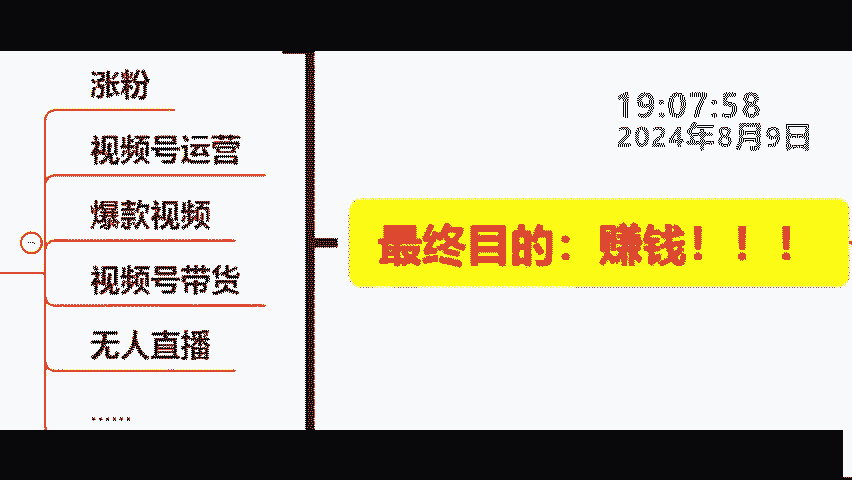 涨粉
视频号运营
爆款视频
视频号带货
无人直播
......
19:07:58
2024年8月9日
最终目的：赚钱！！！